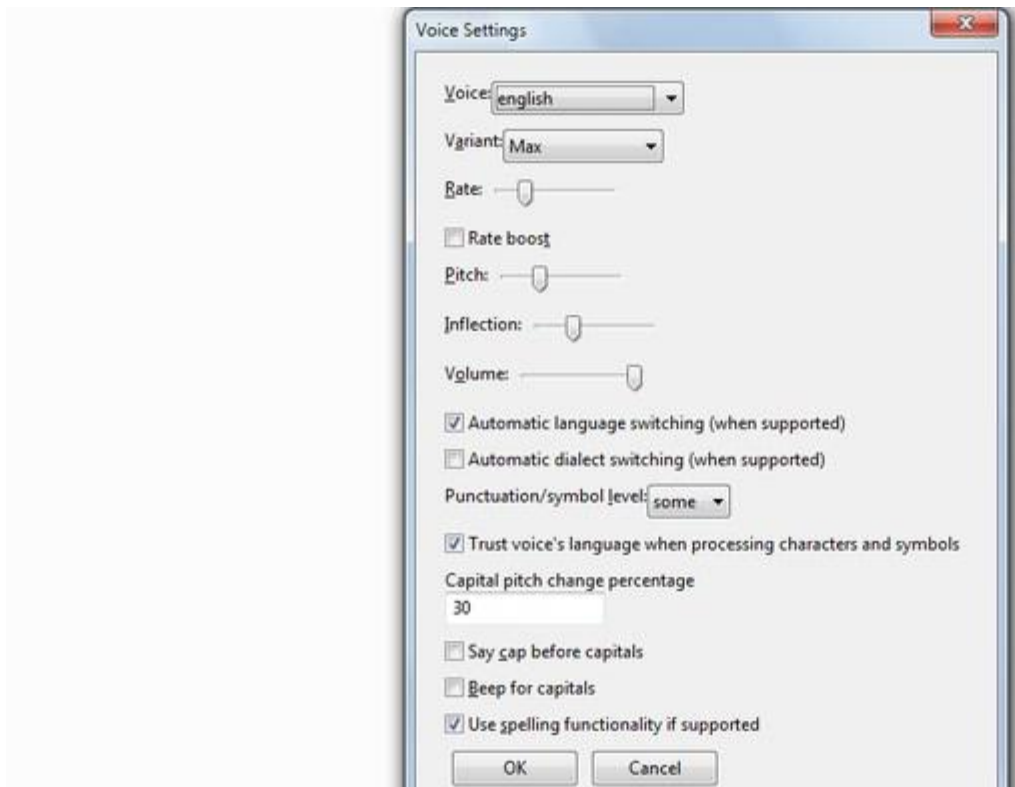 Voice Settings
Voice: english
Variant: Max
Rate:
Rate boost
Pitch:
Inflection:
Volume:
Automatic language switching (when supported)
Automatic dialect switching (when supported)
Punctuation/symbol level: some
Trust voice's language when processing characters and symbols
Capital pitch change percentage
30
Say cap before capitals
Beep for capitals
Use spelling functionality if supported
OK Cancel